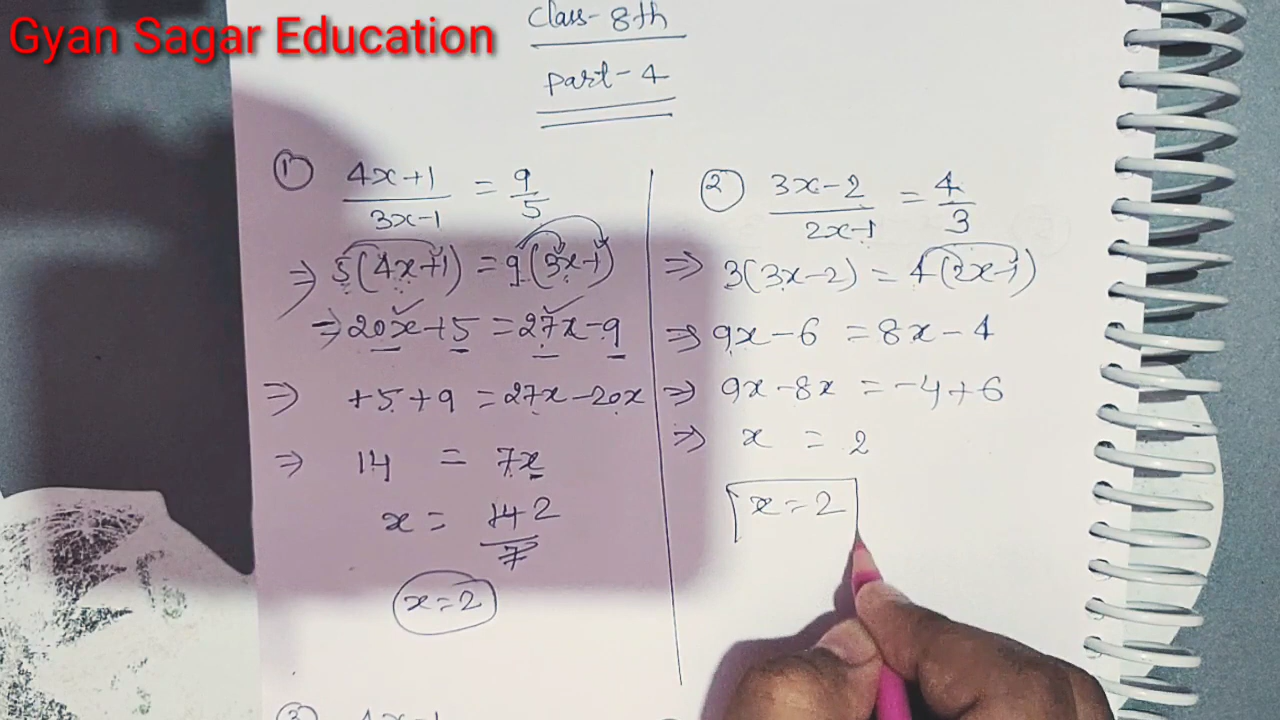 Gyan Sagar Education
Class-8th
Part-4
① (4x+1)/(3x-1) = 9/5
⇒ 5(4x+1) = 9(3x-1)
⇒ 20x+5 = 27x-9
⇒ +5+9 = 27x-20x
⇒ 14 = 7x
x = 14/7 2
x=2
② (3x-2)/(2x-1) = 4/3
⇒ 3(3x-2) = 4(2x-1)
⇒ 9x-6 = 8x-4
⇒ 9x-8x = -4+6
⇒ x = 2
x=2